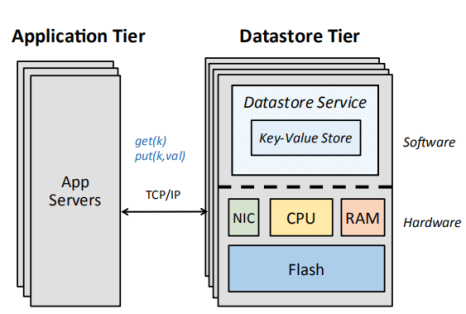 Application Tier
Datastore Tier
App
Servers
get(k)
put(k,val)
TCP/IP
Datastore Service
Key-Value Store
Software
NIC
CPU
RAM
Hardware
Flash